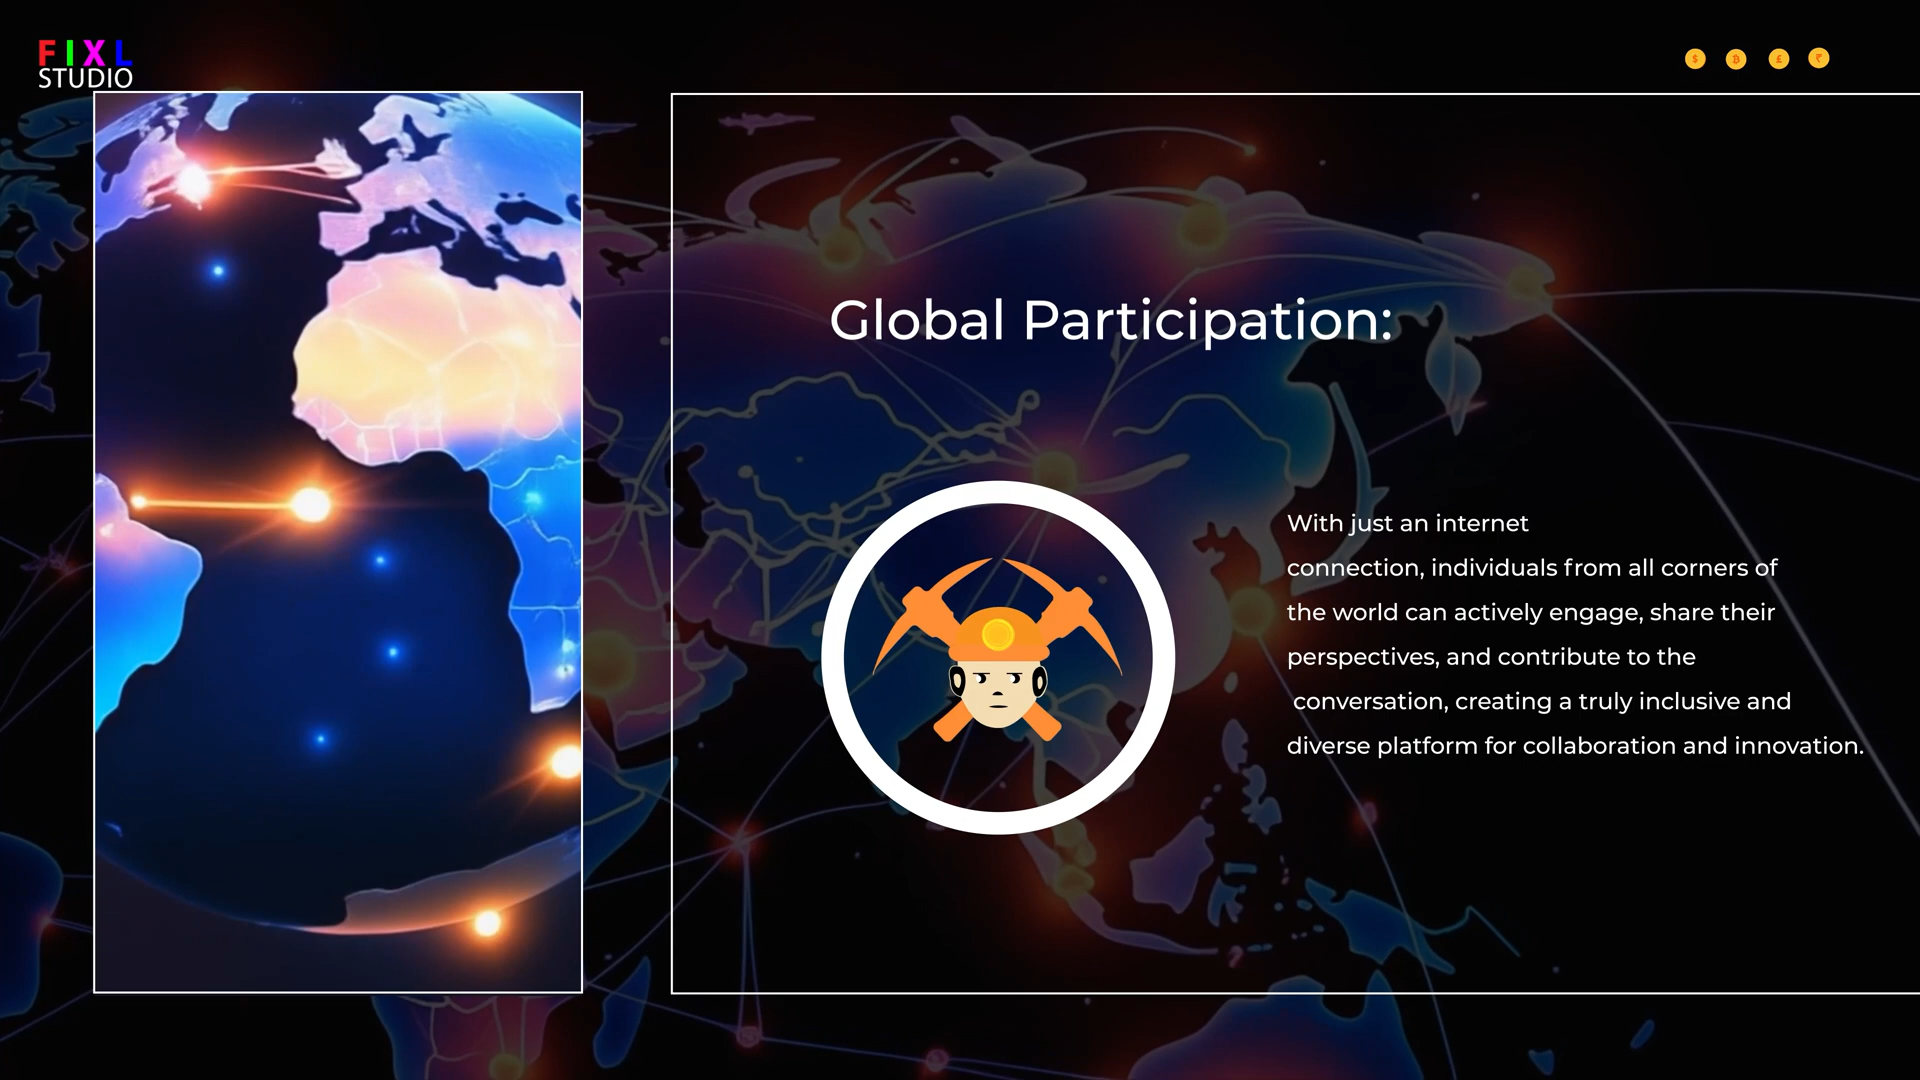 FIXL
STUDIO
$ ₿ £ ₹
Global Participation:
With just an internet
connection, individuals from all corners of
the world can actively engage, share their
perspectives, and contribute to the
conversation, creating a truly inclusive and
diverse platform for collaboration and innovation.